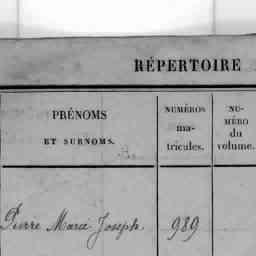 RÉPERTOIRE
PRÉNOMS
ET SURNOMS.
NUMÉROS
ma-
tricules.
NU-
MÉRO
du
volume.
Pierre Marie Joseph
989